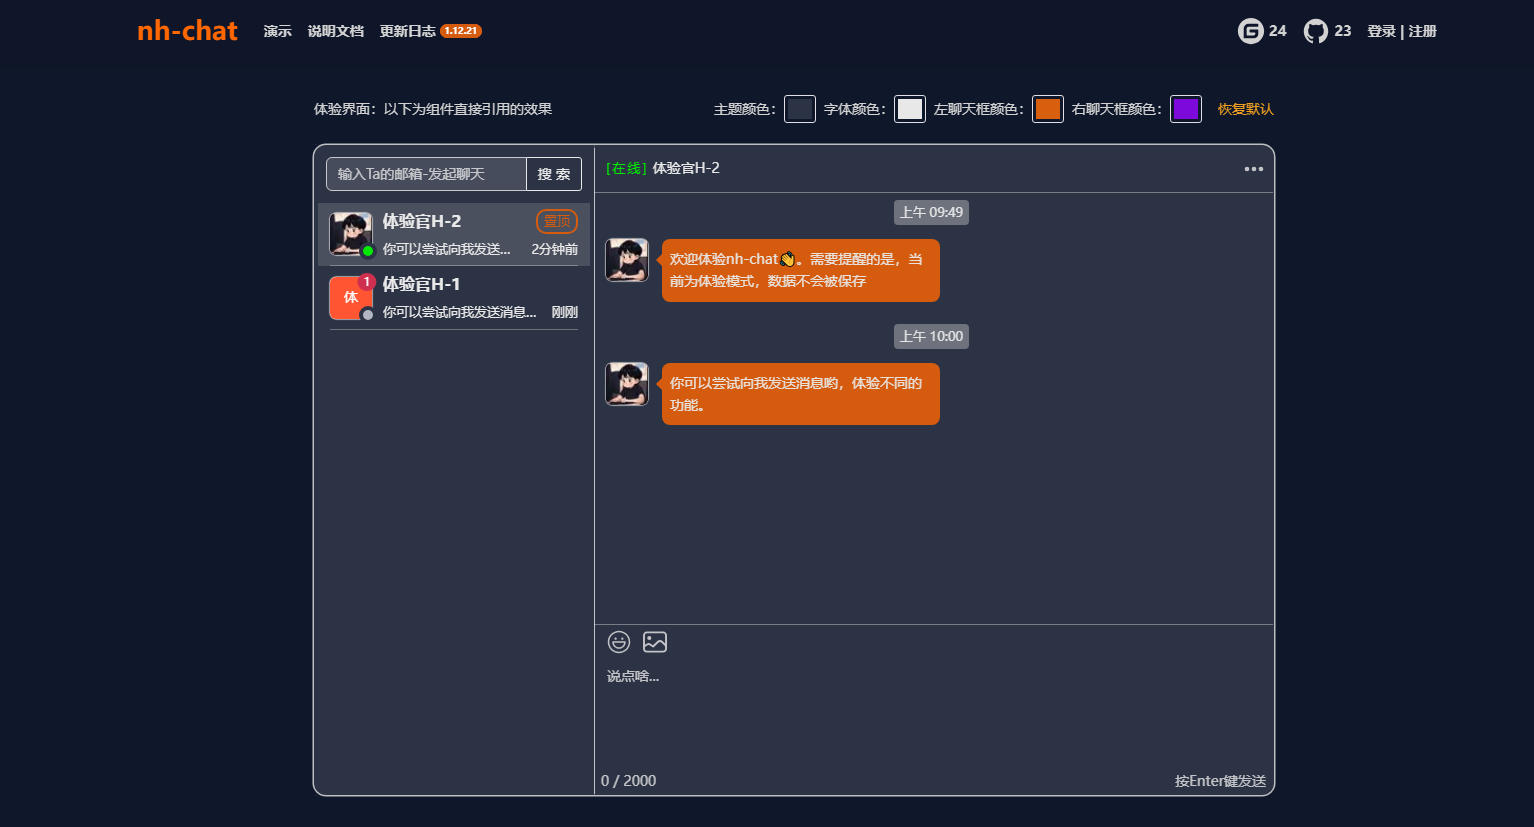 nh-chat 演示 说明文档 更新日志 1.12.21 24 23 登录 | 注册
体验界面：以下为组件直接引用的效果 主题颜色： 字体颜色： 左聊天框颜色： 右聊天框颜色： 恢复默认
输入Ta的邮箱-发起聊天 搜 索
体验官H-2 置顶
你可以尝试向我发送... 2分钟前
体 1 体验官H-1
你可以尝试向我发送消息... 刚刚
[在线] 体验官H-2
上午 09:49
欢迎体验nh-chat👏。需要提醒的是，当
前为体验模式，数据不会被保存
上午 10:00
你可以尝试向我发送消息哟，体验不同的
功能。
说点啥...
0 / 2000 按Enter键发送